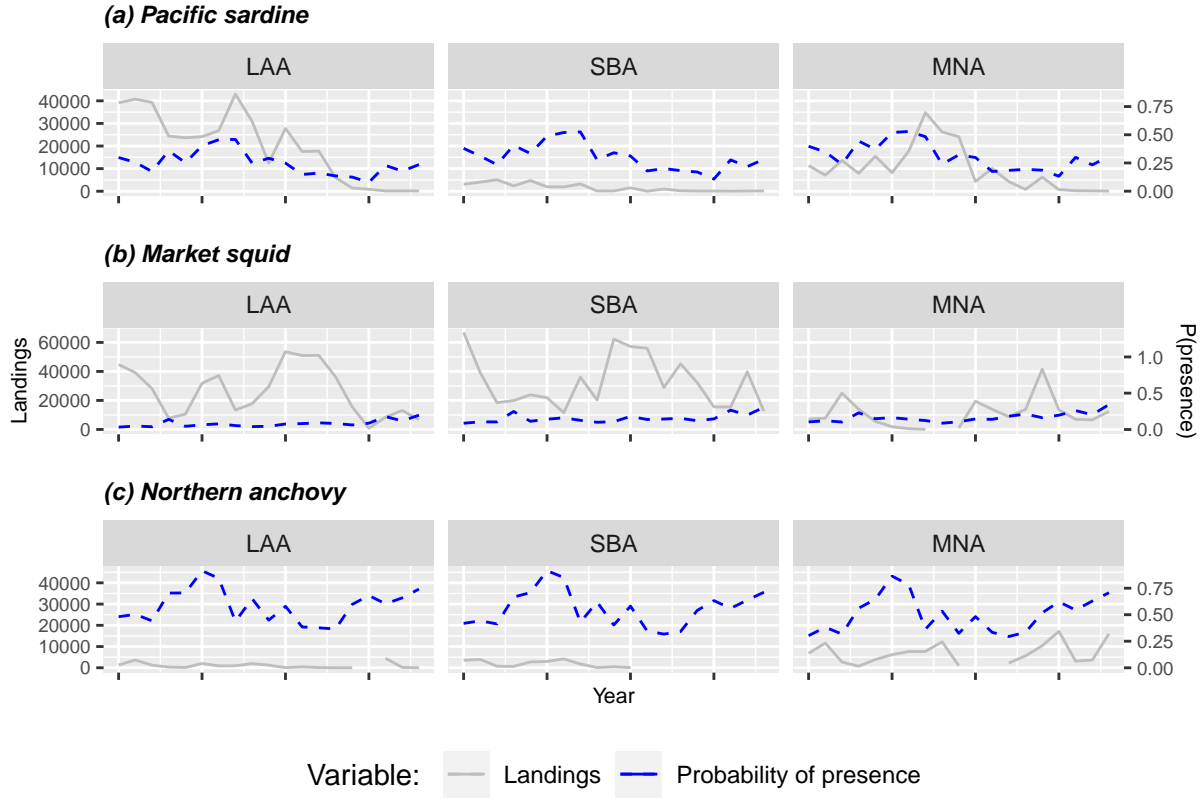 (a) Pacific sardine
LAA SBA MNA
40000
30000
20000
10000
0
0.75
0.50
0.25
0.00
(b) Market squid
LAA SBA MNA
60000
40000
20000
0
1.0
0.5
0.0
Landings
P(presence)
(c) Northern anchovy
LAA SBA MNA
40000
30000
20000
10000
0
0.75
0.50
0.25
0.00
Year
Variable: Landings Probability of presence